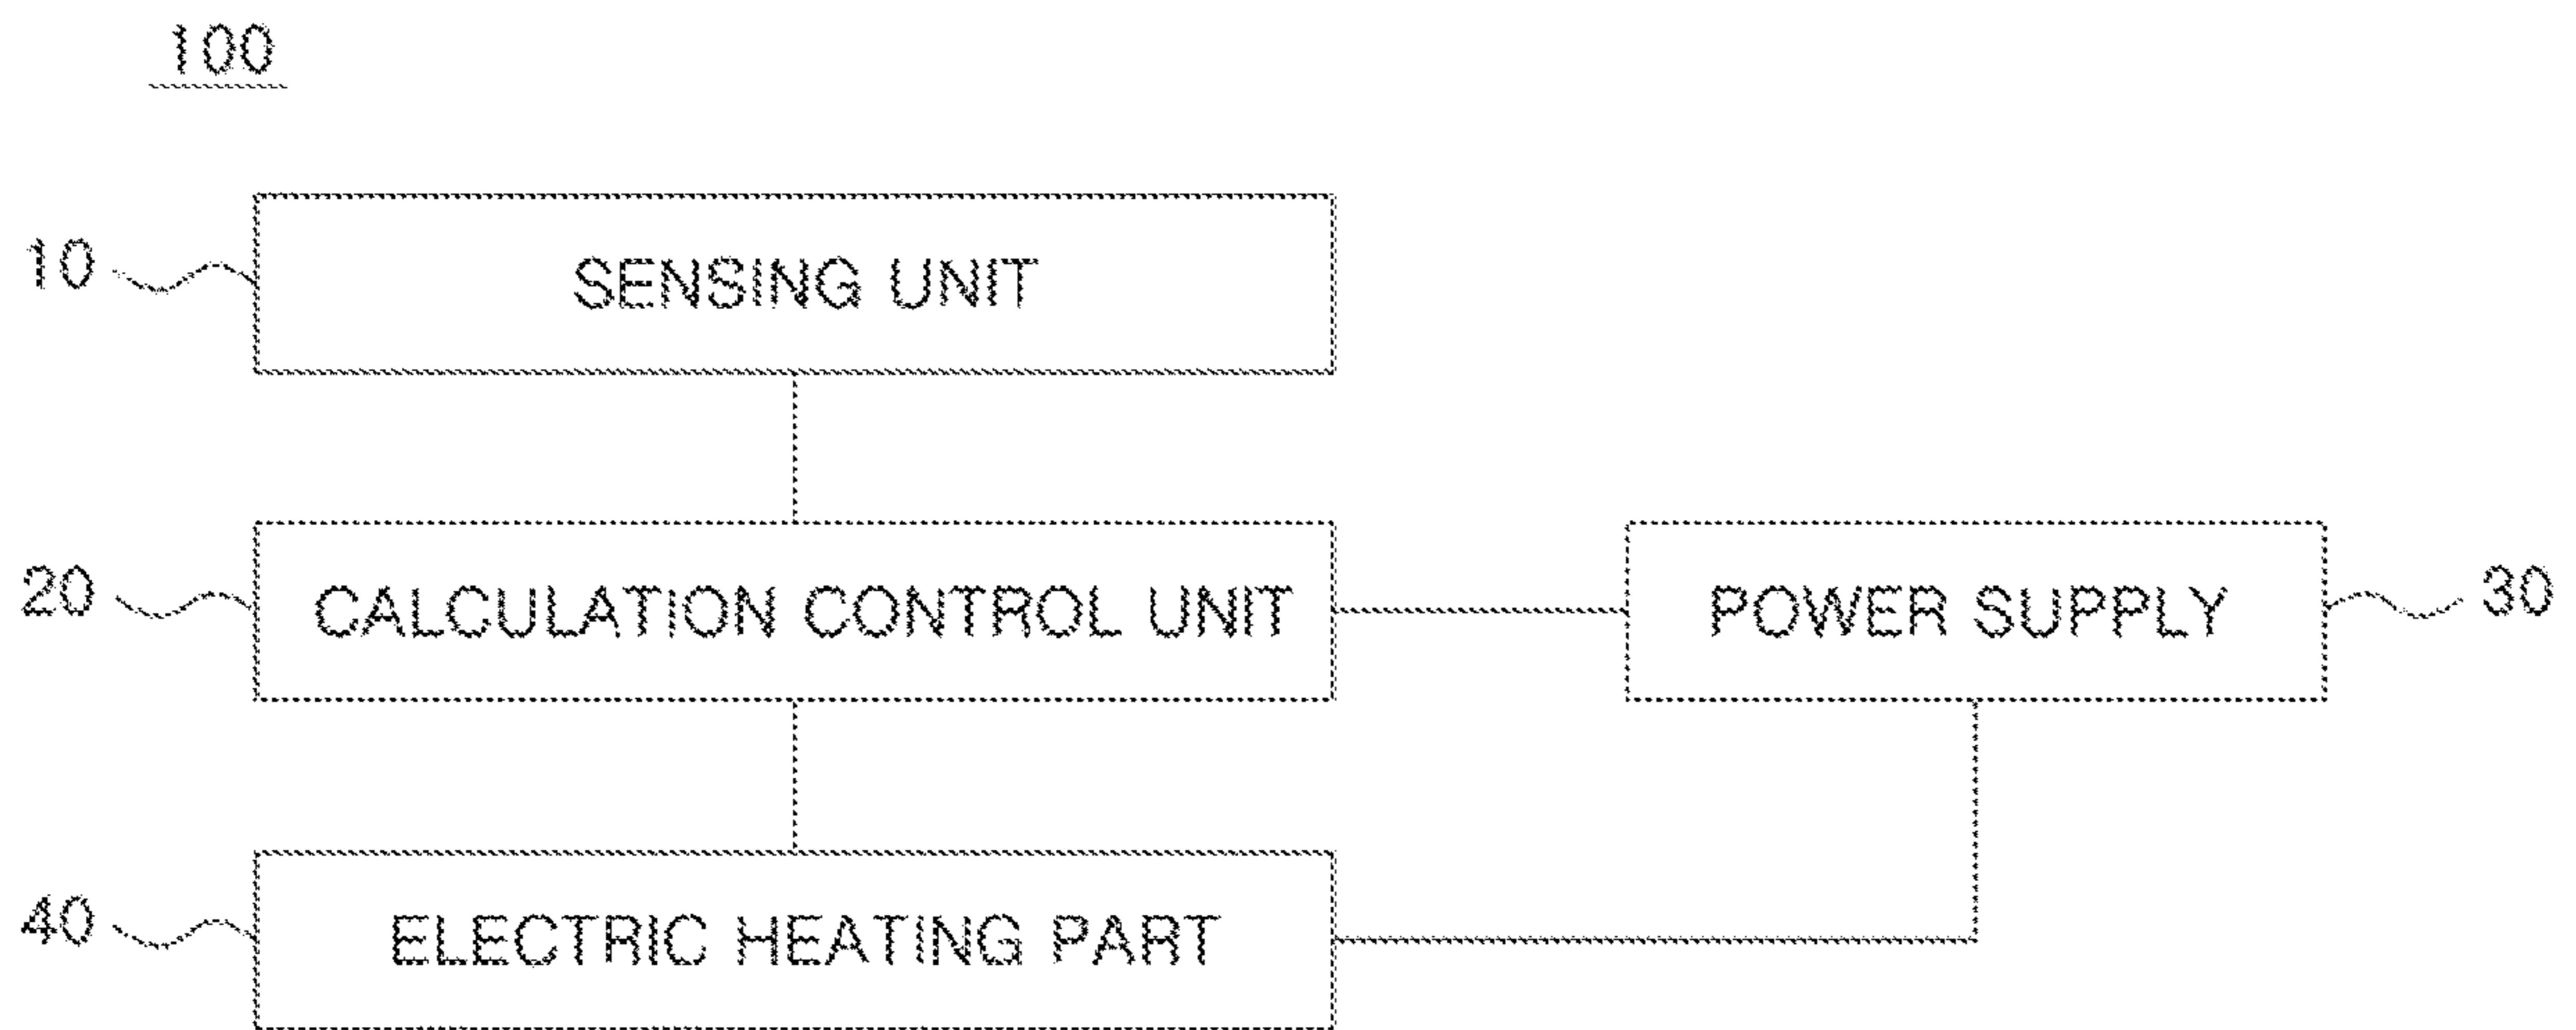 100
10 SENSING UNIT
20 CALCULATION CONTROL UNIT POWER SUPPLY 30
40 ELECTRIC HEATING PART